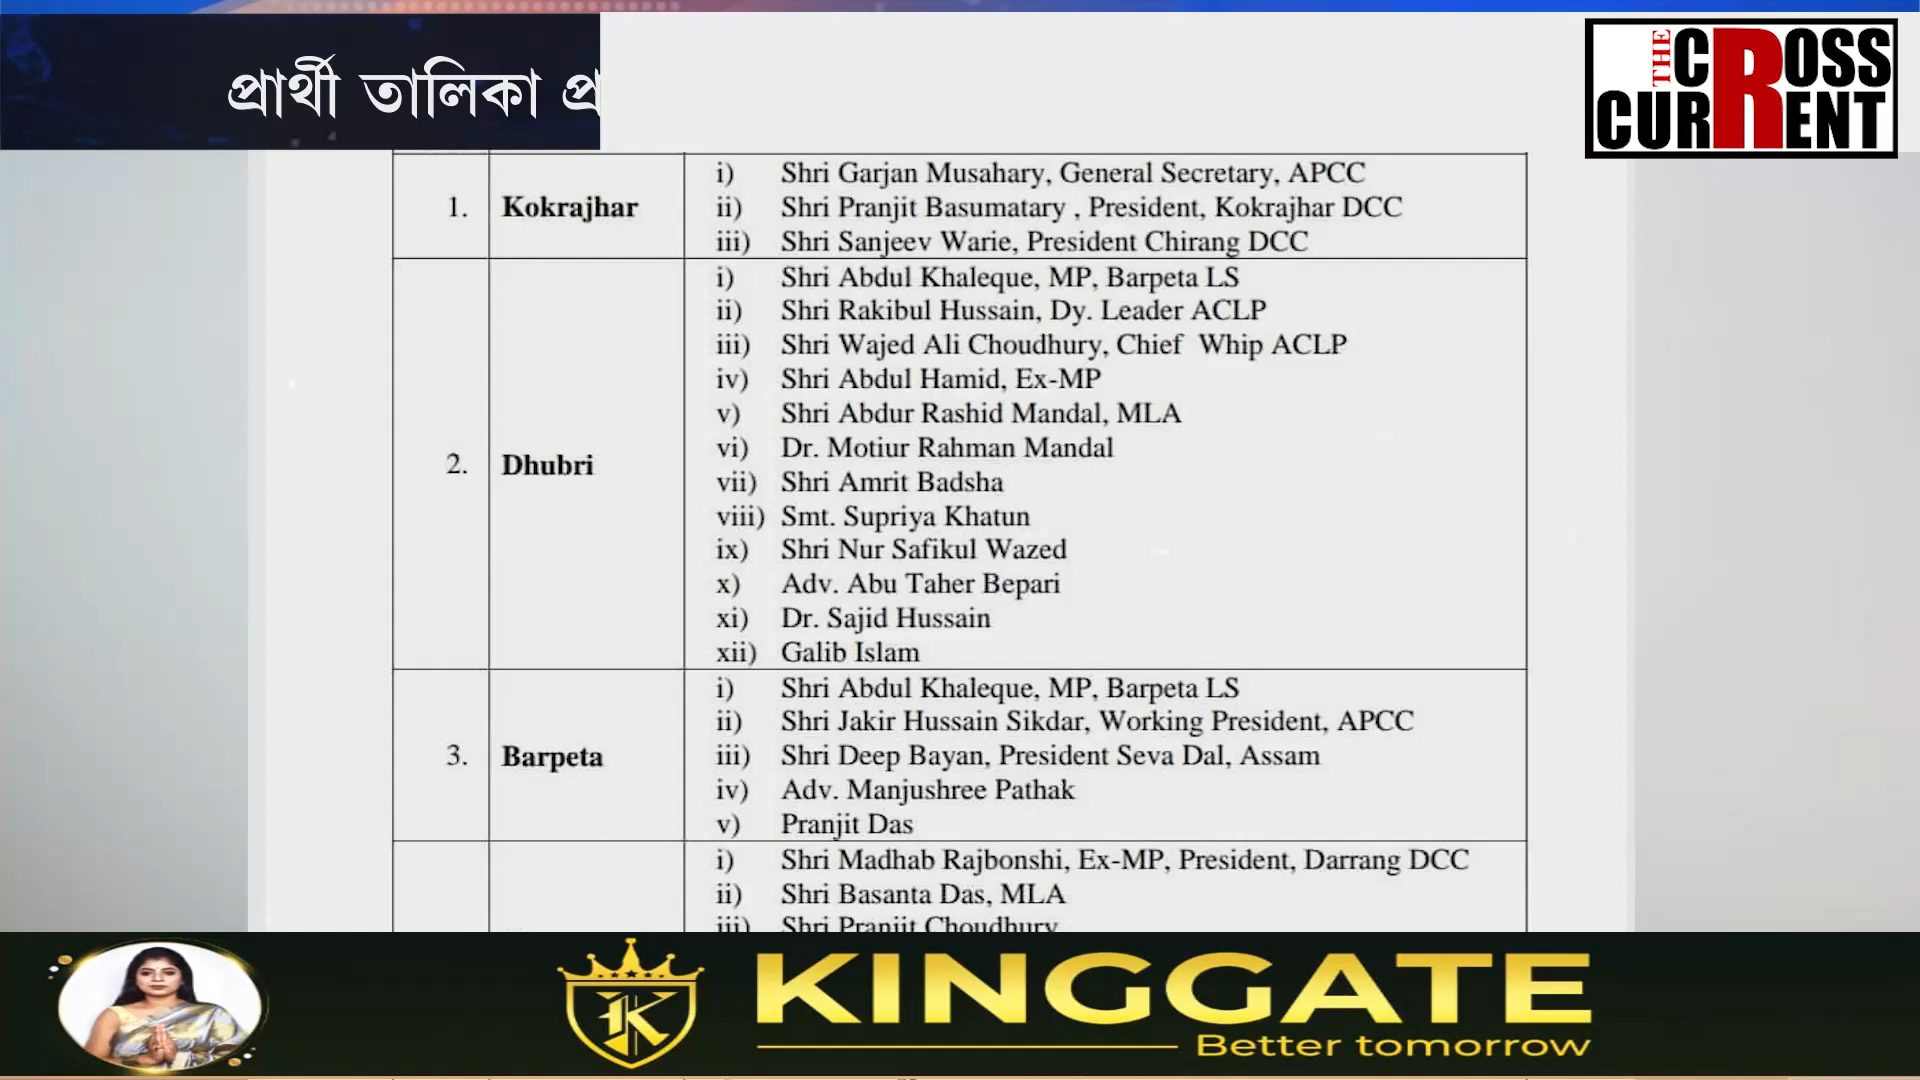 প্রার্থী তালিকা প্র
THE CROSS
CURRENT
1. Kokrajhar
i) Shri Garjan Musahary, General Secretary, APCC
ii) Shri Pranjit Basumatary , President, Kokrajhar DCC
iii) Shri Sanjeev Warie, President Chirang DCC
2. Dhubri
i) Shri Abdul Khaleque, MP, Barpeta LS
ii) Shri Rakibul Hussain, Dy. Leader ACLP
iii) Shri Wajed Ali Choudhury, Chief Whip ACLP
iv) Shri Abdul Hamid, Ex-MP
v) Shri Abdur Rashid Mandal, MLA
vi) Dr. Motiur Rahman Mandal
vii) Shri Amrit Badsha
viii) Smt. Supriya Khatun
ix) Shri Nur Safikul Wazed
x) Adv. Abu Taher Bepari
xi) Dr. Sajid Hussain
xii) Galib Islam
3. Barpeta
i) Shri Abdul Khaleque, MP, Barpeta LS
ii) Shri Jakir Hussain Sikdar, Working President, APCC
iii) Shri Deep Bayan, President Seva Dal, Assam
iv) Adv. Manjushree Pathak
v) Pranjit Das
i) Shri Madhab Rajbonshi, Ex-MP, President, Darrang DCC
ii) Shri Basanta Das, MLA
iii) Shri Pranjit Choudhury
K
KINGGATE
Better tomorrow